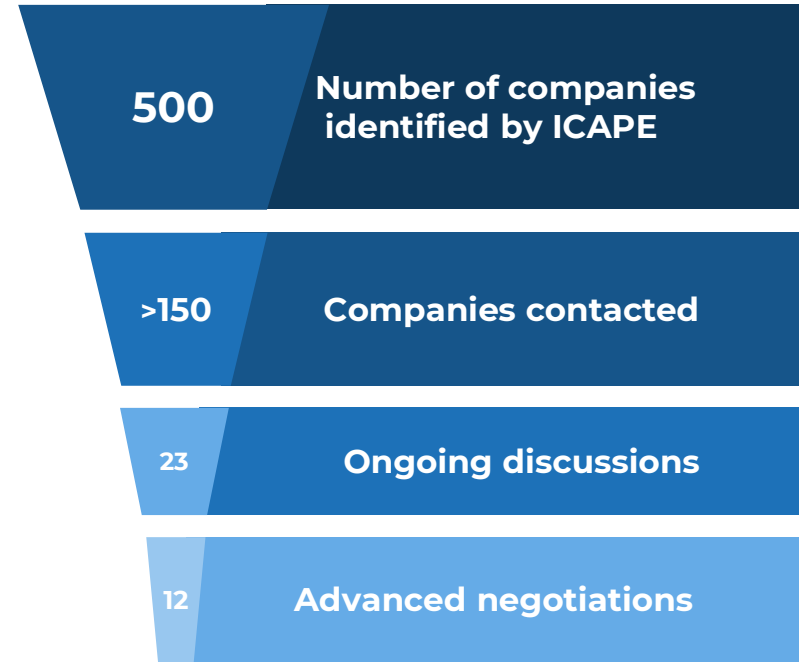 500
Number of companies
identified by ICAPE
>150
Companies contacted
23
Ongoing discussions
12
Advanced negotiations